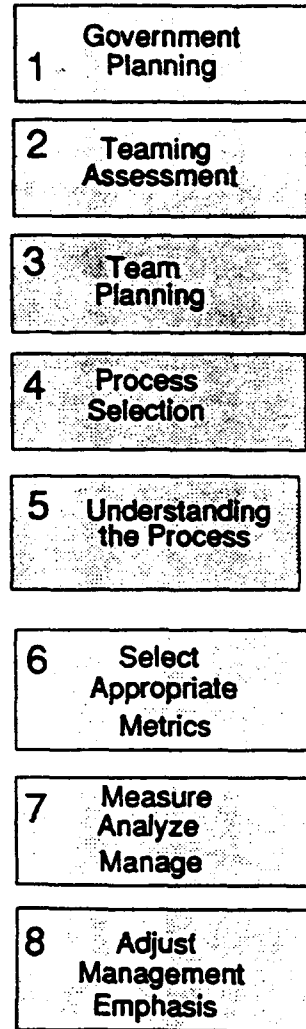 Government
1 Planning
2 Teaming
Assessment
3 Team
Planning
4 Process
Selection
5 Understanding
the Process
6 Select
Appropriate
Metrics
7 Measure
Analyze
Manage
8 Adjust
Management
Emphasis